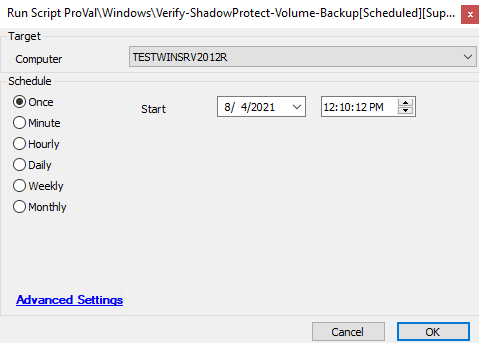 Run Script ProVal\Windows\Verify-ShadowProtect-Volume-Backup[Scheduled][Sup... x
Target
Computer TESTWINSRV2012R
Schedule
Once Start 8/ 4/2021 12:10:12 PM
Minute
Hourly
Daily
Weekly
Monthly
Advanced Settings
Cancel OK